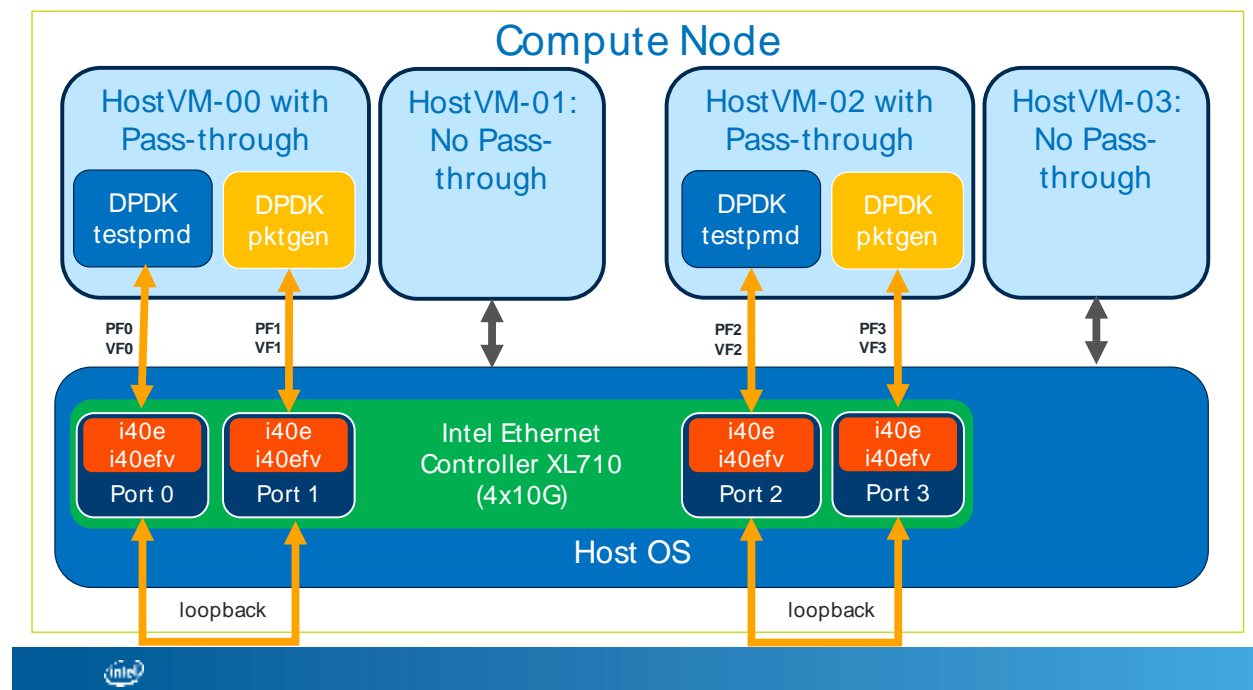 Compute Node
HostVM-00 with
Pass-through
DPDK
testpmd
DPDK
pktgen
HostVM-01:
No Pass-
through
HostVM-02 with
Pass-through
DPDK
testpmd
DPDK
pktgen
HostVM-03:
No Pass-
through
PF0
VF0
PF1
VF1
PF2
VF2
PF3
VF3
i40e
i40efv
Port 0
i40e
i40efv
Port 1
Intel Ethernet
Controller XL710
(4x10G)
i40e
i40efv
Port 2
i40e
i40efv
Port 3
Host OS
loopback
loopback
intel